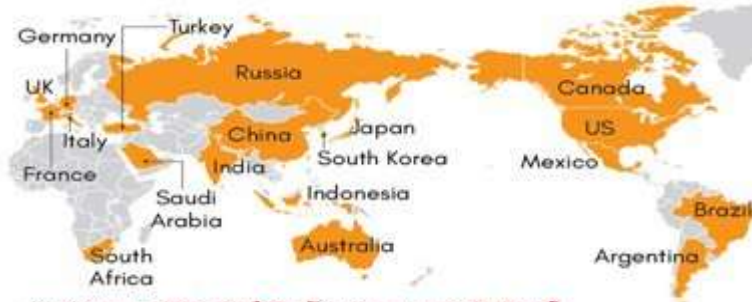 Turkey
Germany
UK
Russia
Canada
Italy
China
Japan
US
France
India
South Korea
Mexico
Saudi
Arabia
Indonesia
Brazil
South
Africa
Australia
Argentina